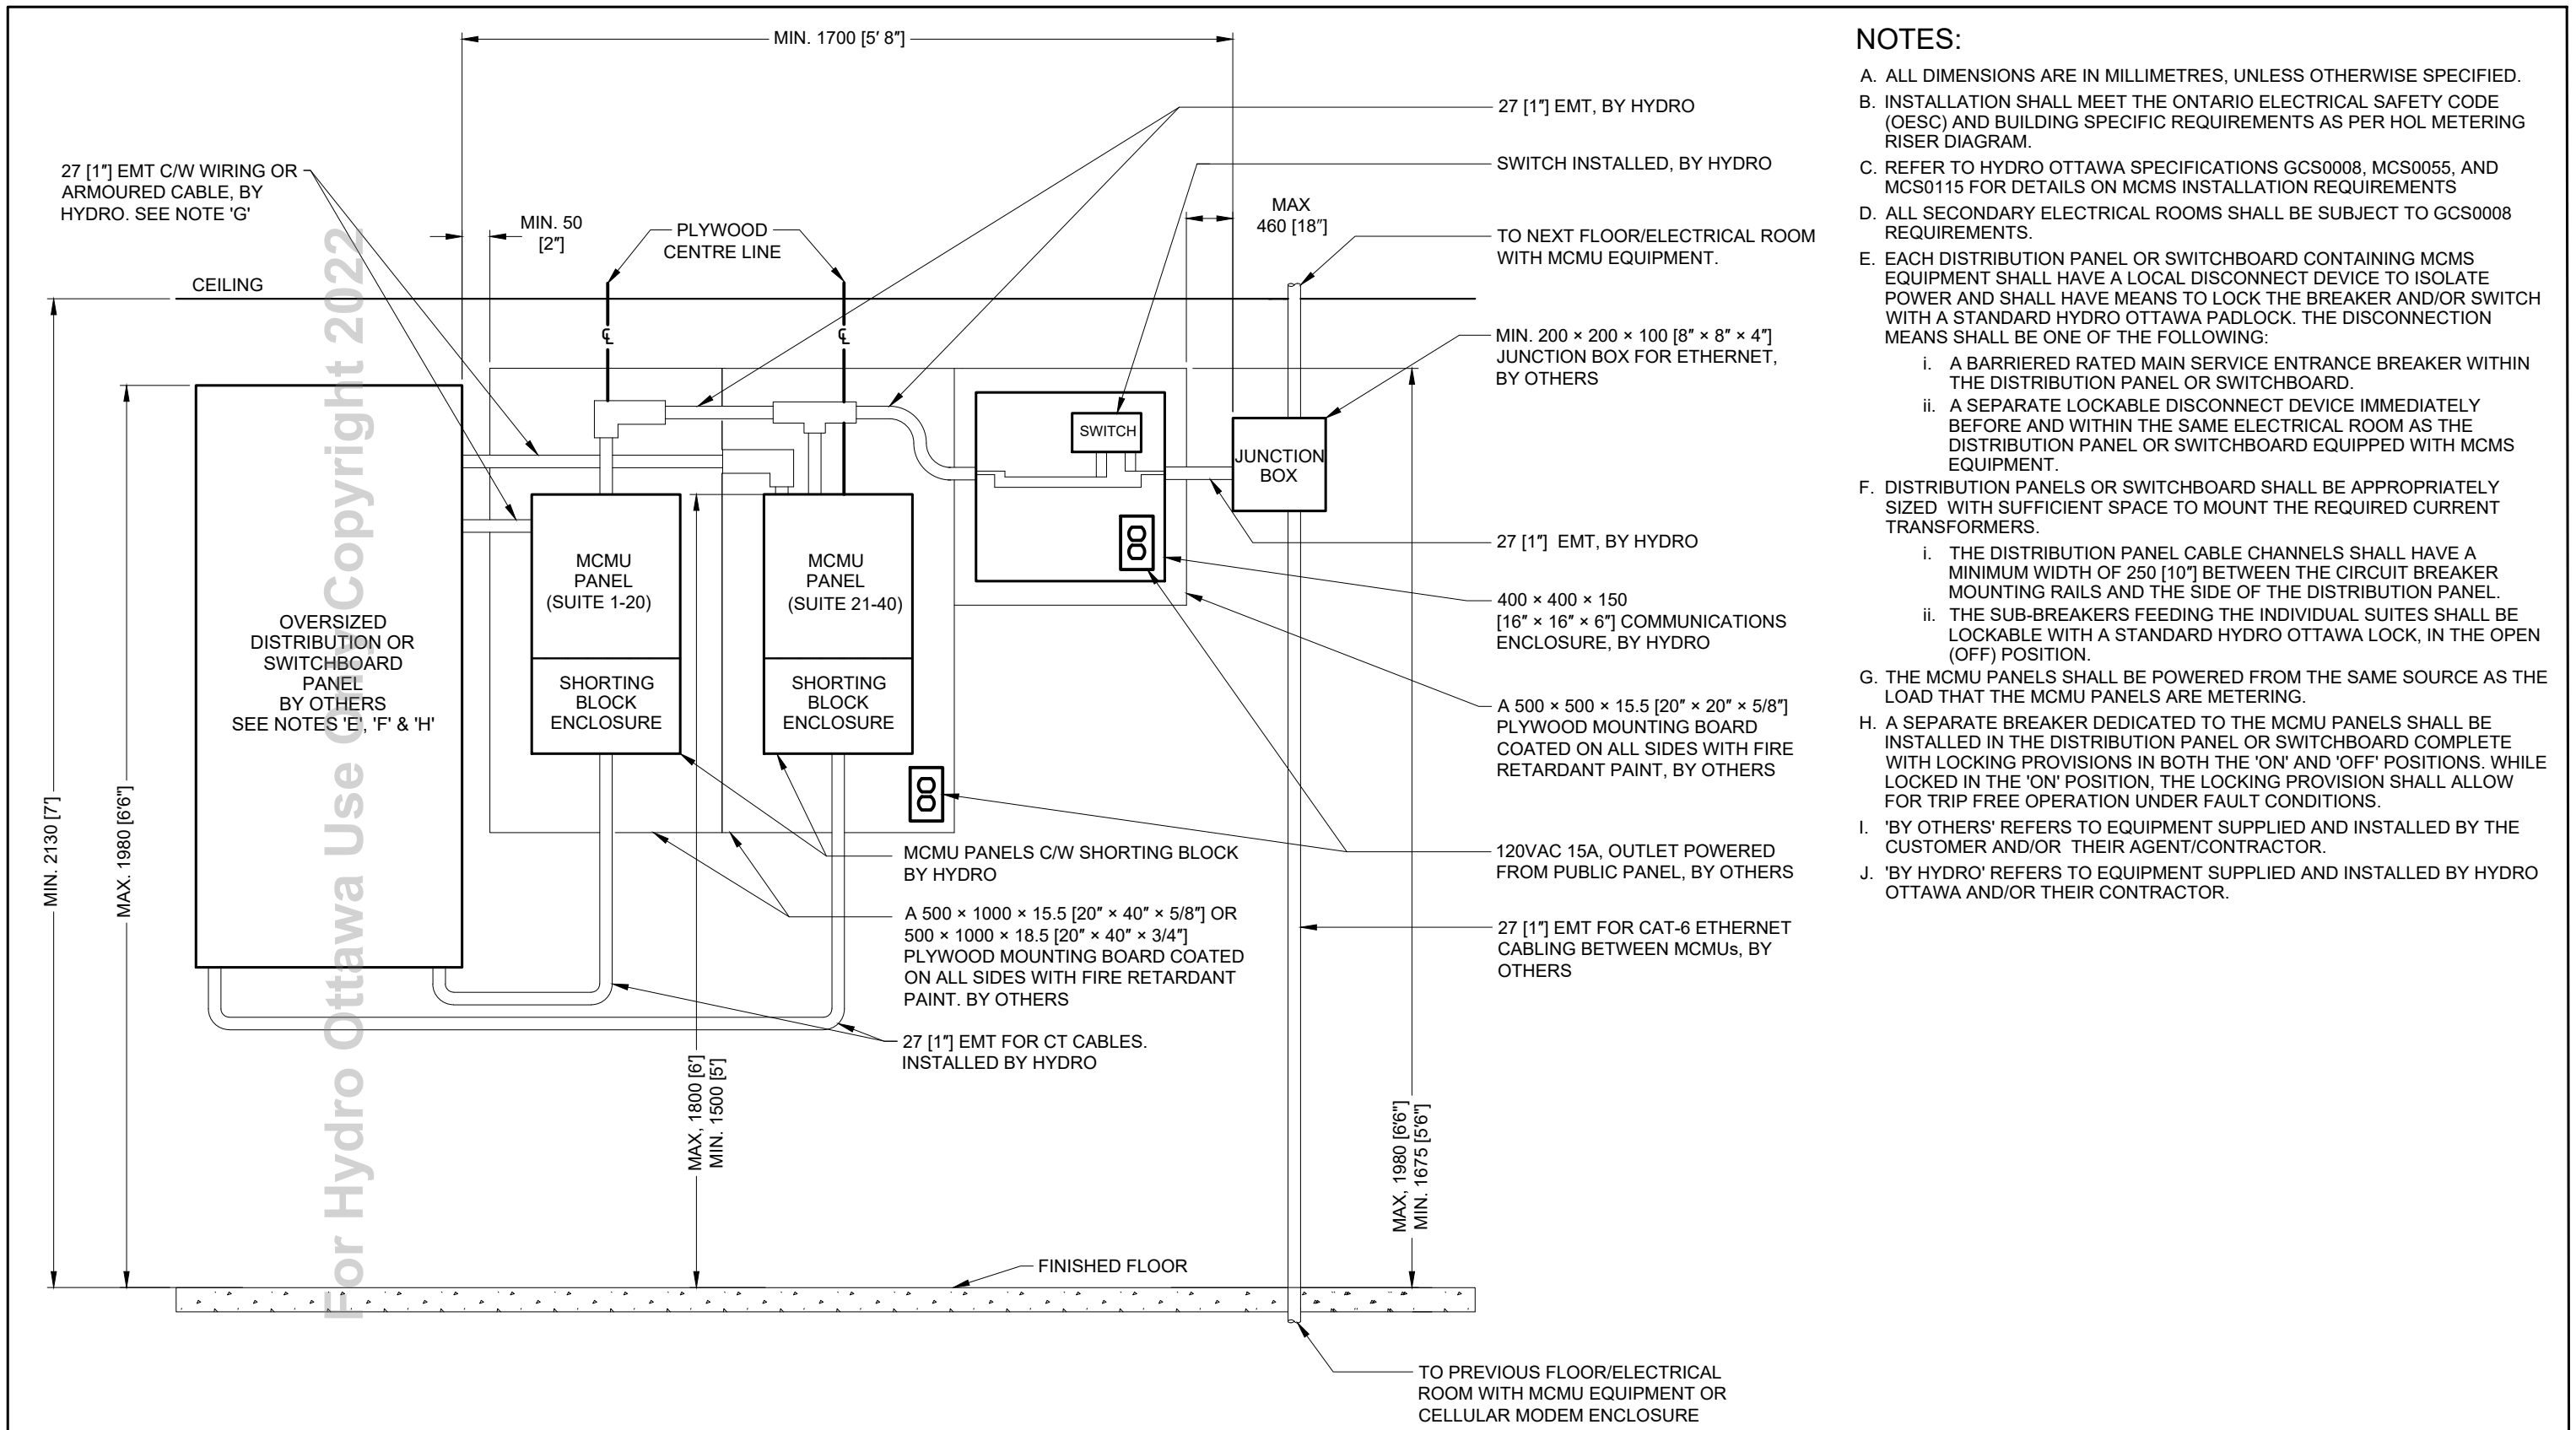 MIN. 1700 [5' 8"]
27 [1"] EMT C/W WIRING OR
ARMOURED CABLE, BY
HYDRO. SEE NOTE 'G'
MIN. 50
[2"]
PLYWOOD
CENTRE LINE
MAX
460 [18"]
CEILING
℄
℄
27 [1"] EMT, BY HYDRO
SWITCH INSTALLED, BY HYDRO
TO NEXT FLOOR/ELECTRICAL ROOM
WITH MCMU EQUIPMENT.
MIN. 200 × 200 × 100 [8" × 8" × 4"]
JUNCTION BOX FOR ETHERNET,
BY OTHERS
SWITCH
JUNCTION
BOX
27 [1"] EMT, BY HYDRO
400 × 400 × 150
[16" × 16" × 6"] COMMUNICATIONS
ENCLOSURE, BY HYDRO
A 500 × 500 × 15.5 [20" × 20" × 5/8"]
PLYWOOD MOUNTING BOARD
COATED ON ALL SIDES WITH FIRE
RETARDANT PAINT, BY OTHERS
120VAC 15A, OUTLET POWERED
FROM PUBLIC PANEL, BY OTHERS
27 [1"] EMT FOR CAT-6 ETHERNET
CABLING BETWEEN MCMUs, BY
OTHERS
OVERSIZED
DISTRIBUTION OR
SWITCHBOARD
PANEL
BY OTHERS
SEE NOTES 'E', 'F' & 'H'
MCMU
PANEL
(SUITE 1-20)
SHORTING
BLOCK
ENCLOSURE
MCMU
PANEL
(SUITE 21-40)
SHORTING
BLOCK
ENCLOSURE
MCMU PANELS C/W SHORTING BLOCK
BY HYDRO
A 500 × 1000 × 15.5 [20" × 40" × 5/8"] OR
500 × 1000 × 18.5 [20" × 40" × 3/4"]
PLYWOOD MOUNTING BOARD COATED
ON ALL SIDES WITH FIRE RETARDANT
PAINT. BY OTHERS
27 [1"] EMT FOR CT CABLES.
INSTALLED BY HYDRO
MIN. 2130 [7']
MAX. 1980 [6'6"]
MAX, 1800 [6']
MIN. 1500 [5']
MAX, 1980 [6'6"]
MIN. 1675 [5'6"]
FINISHED FLOOR
TO PREVIOUS FLOOR/ELECTRICAL
ROOM WITH MCMU EQUIPMENT OR
CELLULAR MODEM ENCLOSURE
For Hydro Ottawa Use Only Copyright 2022
NOTES:
A. ALL DIMENSIONS ARE IN MILLIMETRES, UNLESS OTHERWISE SPECIFIED.
B. INSTALLATION SHALL MEET THE ONTARIO ELECTRICAL SAFETY CODE
(OESC) AND BUILDING SPECIFIC REQUIREMENTS AS PER HOL METERING
RISER DIAGRAM.
C. REFER TO HYDRO OTTAWA SPECIFICATIONS GCS0008, MCS0055, AND
MCS0115 FOR DETAILS ON MCMS INSTALLATION REQUIREMENTS
D. ALL SECONDARY ELECTRICAL ROOMS SHALL BE SUBJECT TO GCS0008
REQUIREMENTS.
E. EACH DISTRIBUTION PANEL OR SWITCHBOARD CONTAINING MCMS
EQUIPMENT SHALL HAVE A LOCAL DISCONNECT DEVICE TO ISOLATE
POWER AND SHALL HAVE MEANS TO LOCK THE BREAKER AND/OR SWITCH
WITH A STANDARD HYDRO OTTAWA PADLOCK. THE DISCONNECTION
MEANS SHALL BE ONE OF THE FOLLOWING:
i. A BARRIERED RATED MAIN SERVICE ENTRANCE BREAKER WITHIN
THE DISTRIBUTION PANEL OR SWITCHBOARD.
ii. A SEPARATE LOCKABLE DISCONNECT DEVICE IMMEDIATELY
BEFORE AND WITHIN THE SAME ELECTRICAL ROOM AS THE
DISTRIBUTION PANEL OR SWITCHBOARD EQUIPPED WITH MCMS
EQUIPMENT.
F. DISTRIBUTION PANELS OR SWITCHBOARD SHALL BE APPROPRIATELY
SIZED WITH SUFFICIENT SPACE TO MOUNT THE REQUIRED CURRENT
TRANSFORMERS.
i. THE DISTRIBUTION PANEL CABLE CHANNELS SHALL HAVE A
MINIMUM WIDTH OF 250 [10"] BETWEEN THE CIRCUIT BREAKER
MOUNTING RAILS AND THE SIDE OF THE DISTRIBUTION PANEL.
ii. THE SUB-BREAKERS FEEDING THE INDIVIDUAL SUITES SHALL BE
LOCKABLE WITH A STANDARD HYDRO OTTAWA LOCK, IN THE OPEN
(OFF) POSITION.
G. THE MCMU PANELS SHALL BE POWERED FROM THE SAME SOURCE AS THE
LOAD THAT THE MCMU PANELS ARE METERING.
H. A SEPARATE BREAKER DEDICATED TO THE MCMU PANELS SHALL BE
INSTALLED IN THE DISTRIBUTION PANEL OR SWITCHBOARD COMPLETE
WITH LOCKING PROVISIONS IN BOTH THE 'ON' AND 'OFF' POSITIONS. WHILE
LOCKED IN THE 'ON' POSITION, THE LOCKING PROVISION SHALL ALLOW
FOR TRIP FREE OPERATION UNDER FAULT CONDITIONS.
I. 'BY OTHERS' REFERS TO EQUIPMENT SUPPLIED AND INSTALLED BY THE
CUSTOMER AND/OR THEIR AGENT/CONTRACTOR.
J. 'BY HYDRO' REFERS TO EQUIPMENT SUPPLIED AND INSTALLED BY HYDRO
OTTAWA AND/OR THEIR CONTRACTOR.